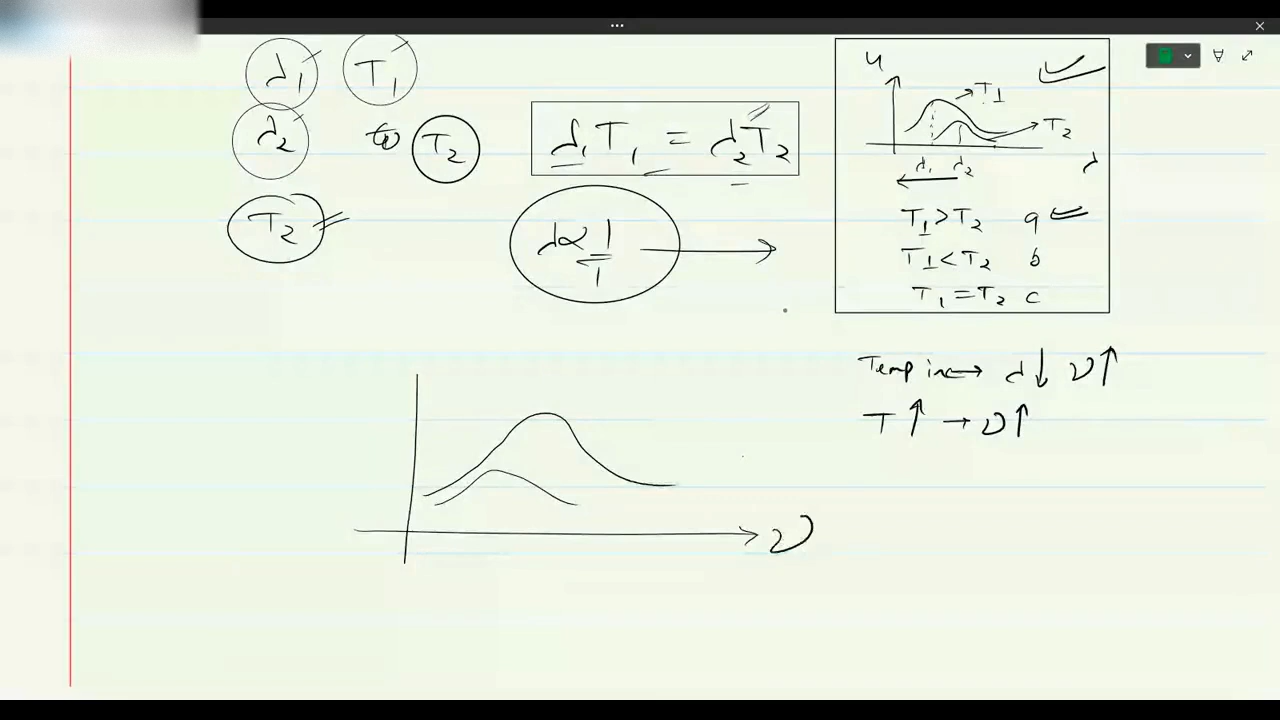 λ₁ T₁
λ₂ T₂
λ₁T₁ = λ₂T₂
T₂
λ∝ 1/T
u
T₁
T₂
λ₁ λ₂
λ
T₁>T₂ a
T₁<T₂ b
T₁=T₂ c
Temp in→ λ↓ ν↑
T↑ → ν↑
ν